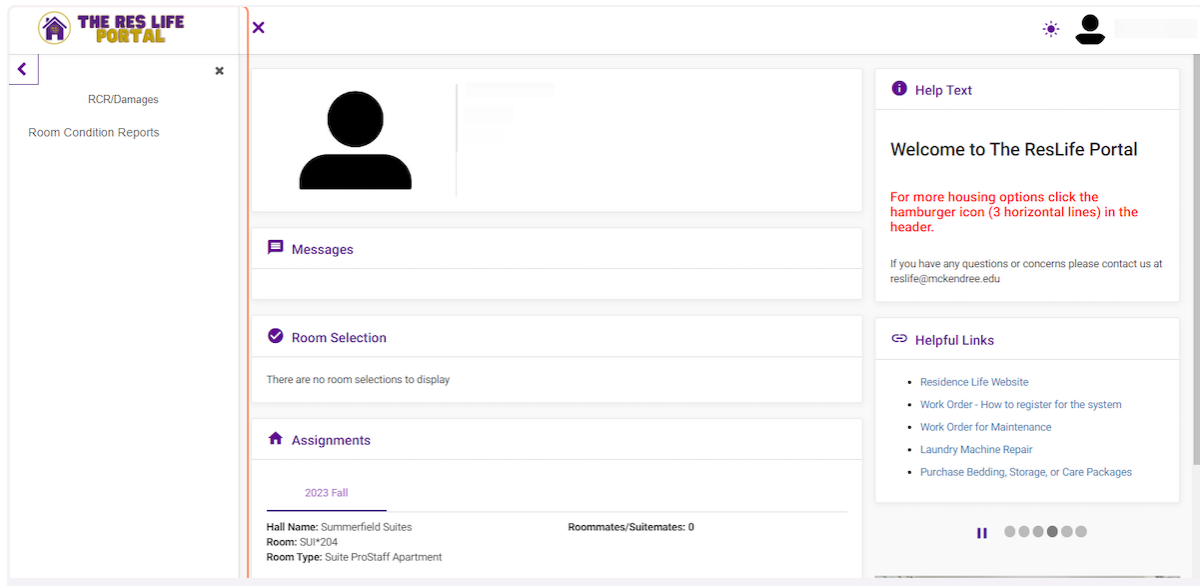 THE RES LIFE
PORTAL
RCR/Damages
Room Condition Reports
Messages
Room Selection
There are no room selections to display
Assignments
2023 Fall
Hall Name: Summerfield Suites
Room: SUI*204
Room Type: Suite ProStaff Apartment
Roommates/Suitemates: 0
Help Text
Welcome to The ResLife Portal
For more housing options click the
hamburger icon (3 horizontal lines) in the
header.
If you have any questions or concerns please contact us at
reslife@mckendree.edu
Helpful Links
Residence Life Website
Work Order - How to register for the system
Work Order for Maintenance
Laundry Machine Repair
Purchase Bedding, Storage, or Care Packages